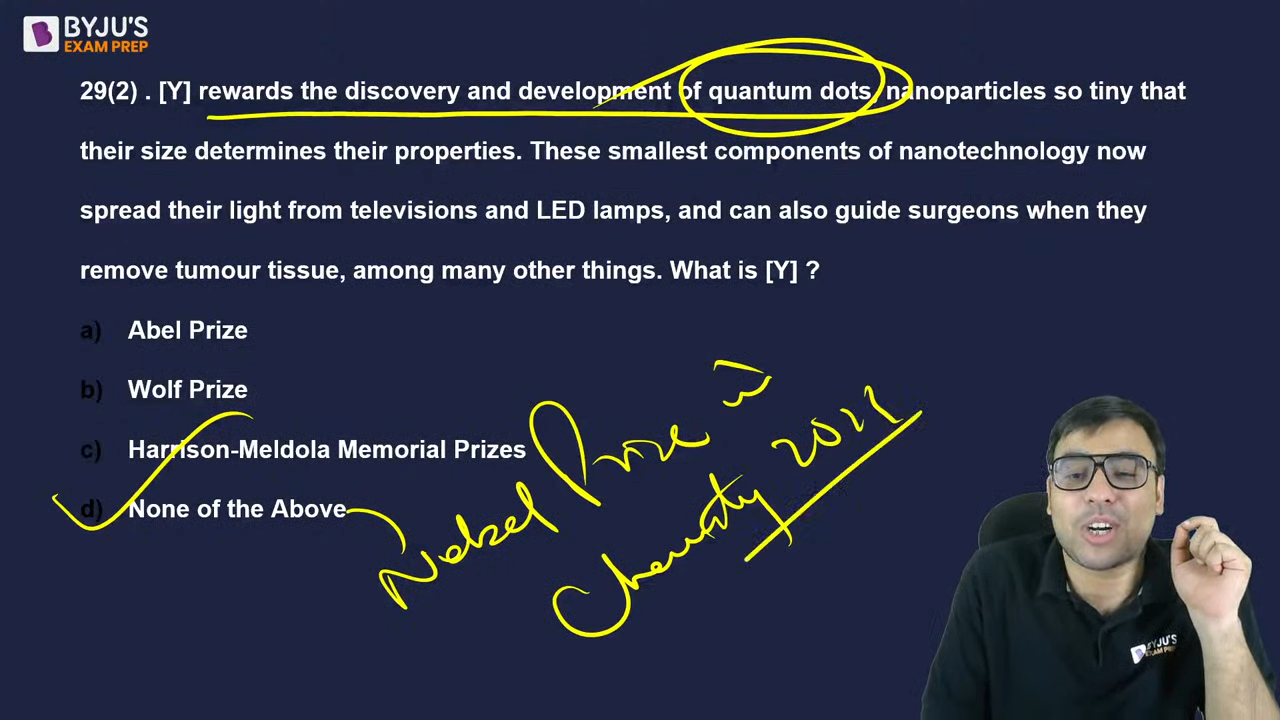 BYJU'S
EXAM PREP
29(2) . [Y] rewards the discovery and development of quantum dots, nanoparticles so tiny that
their size determines their properties. These smallest components of nanotechnology now
spread their light from televisions and LED lamps, and can also guide surgeons when they
remove tumour tissue, among many other things. What is [Y] ?
a) Abel Prize
b) Wolf Prize
c) Harrison-Meldola Memorial Prizes
d) None of the Above
Nobel Prize in
Chemistry
BYJU'S
EXAM PREP